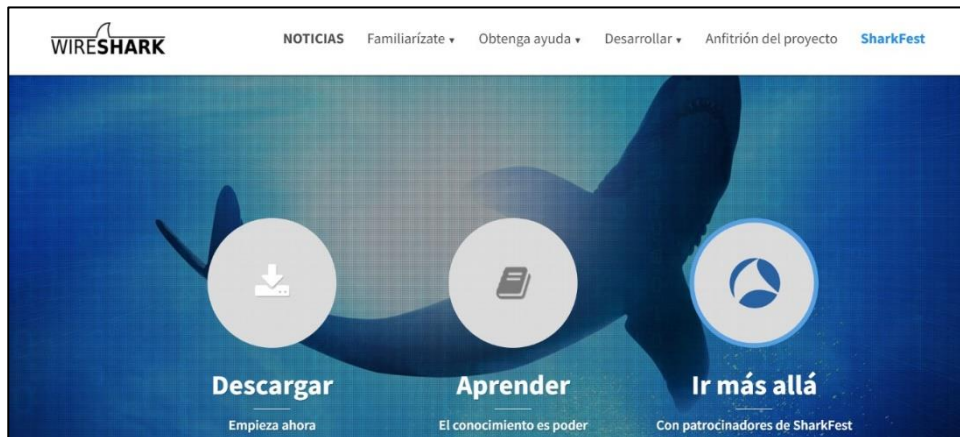 WIRESHARK
NOTICIAS Familiarízate ▾ Obtenga ayuda ▾ Desarrollar ▾ Anfitrión del proyecto SharkFest
Descargar Aprender Ir más allá
Empieza ahora El conocimiento es poder Con patrocinadores de SharkFest